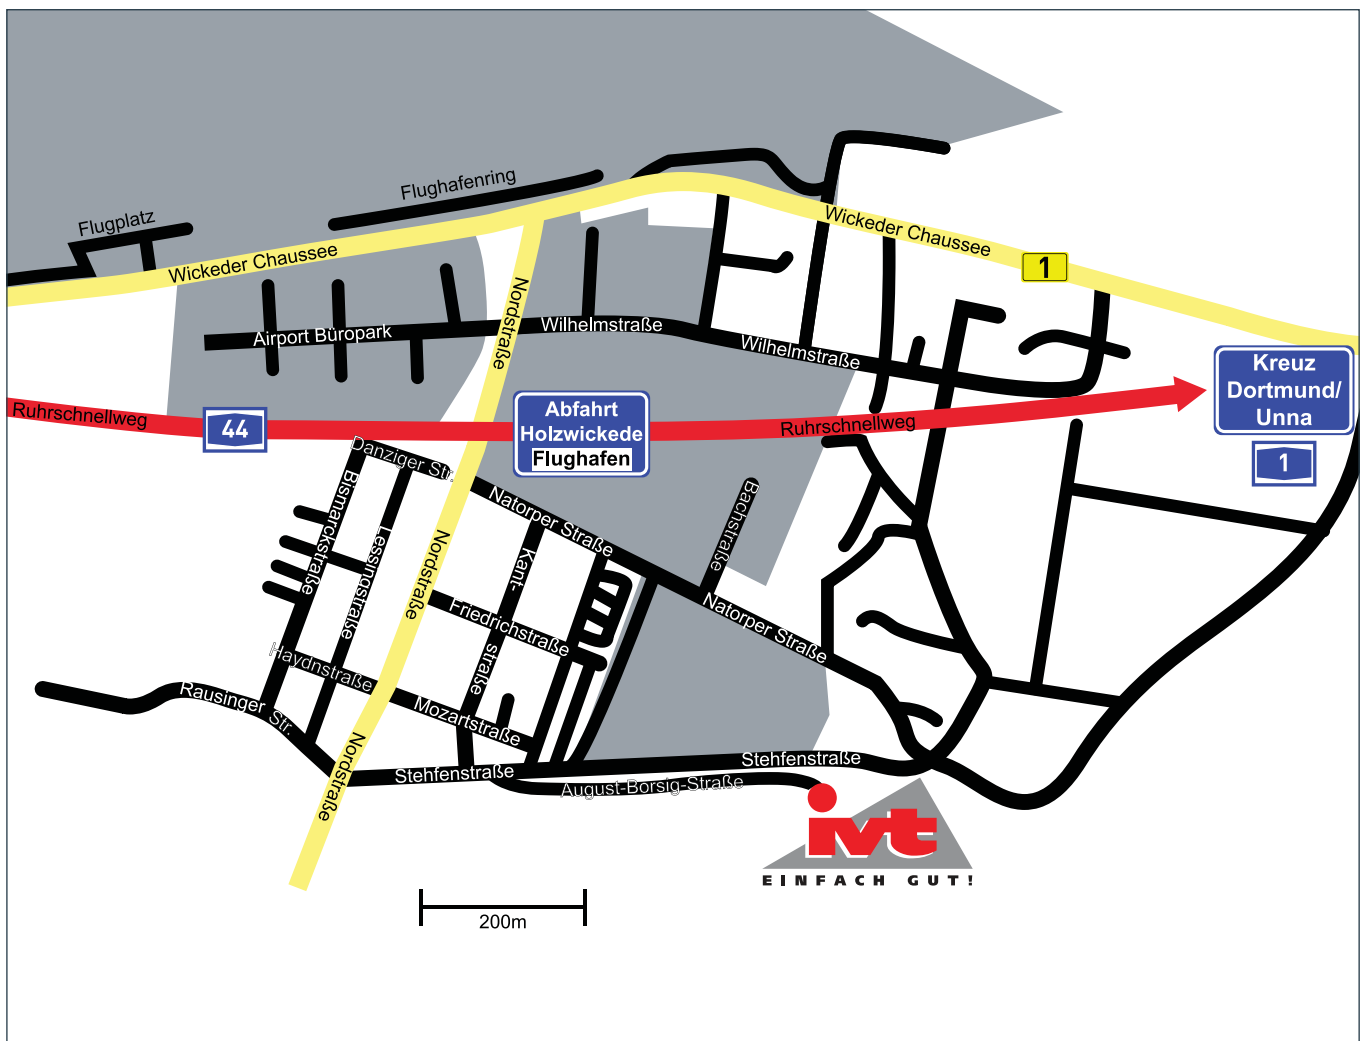 Flughafenring
Flugplatz
Wickeder Chaussee
Wickeder Chaussee
1
Nordstraße
Airport Büropark
Wilhelmstraße
Wilhelmstraße
Kreuz
Dortmund/
Unna
1
Ruhrschnellweg
44
Abfahrt
Holzwickede
Flughafen
Ruhrschnellweg
Danziger Str.
Bismarckstraße
Lessingstraße
Nordstraße
Natorper Straße
Bachstraße
Kant-
straße
Friedrichstraße
Natorper Straße
Haydnstraße
Rausinger Str.
Mozartstraße
Nordstraße
Stehfenstraße
Stehfenstraße
August-Borsig-Straße
ivt
EINFACH GUT!
200m